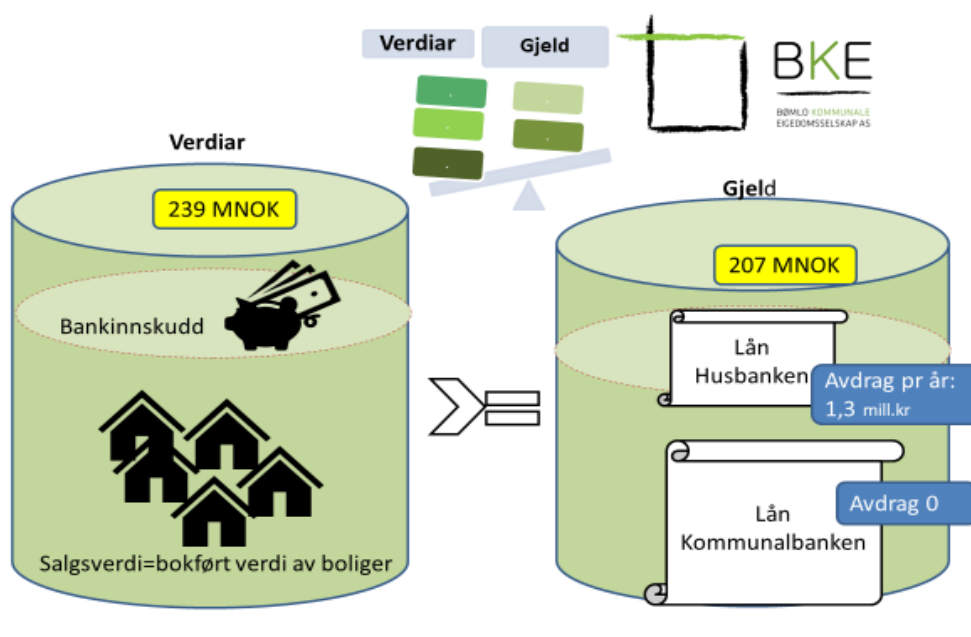 Verdiar
Gjeld
BKE
BØMLO KOMMUNALE
EIGEDOMSSELSKAP AS
Verdiar
239 MNOK
Bankinnskudd
Salgsverdi=bokført verdi av boliger
Gjeld
207 MNOK
Lån
Husbanken
Avdrag pr år:
1,3 mill.kr
Avdrag 0
Lån
Kommunalbanken